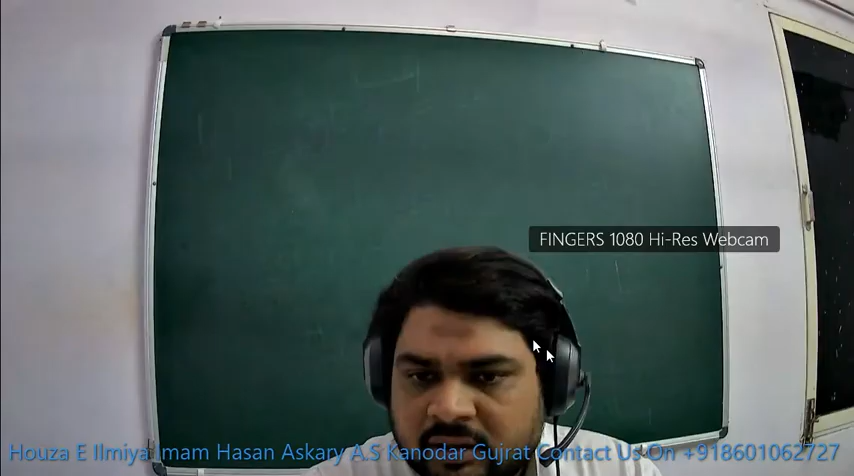 FINGERS 1080 Hi-Res Webcam
Houza E Ilmiya Imam Hasan Askary A.S Kanodar Gujrat Contact Us On +918601062727